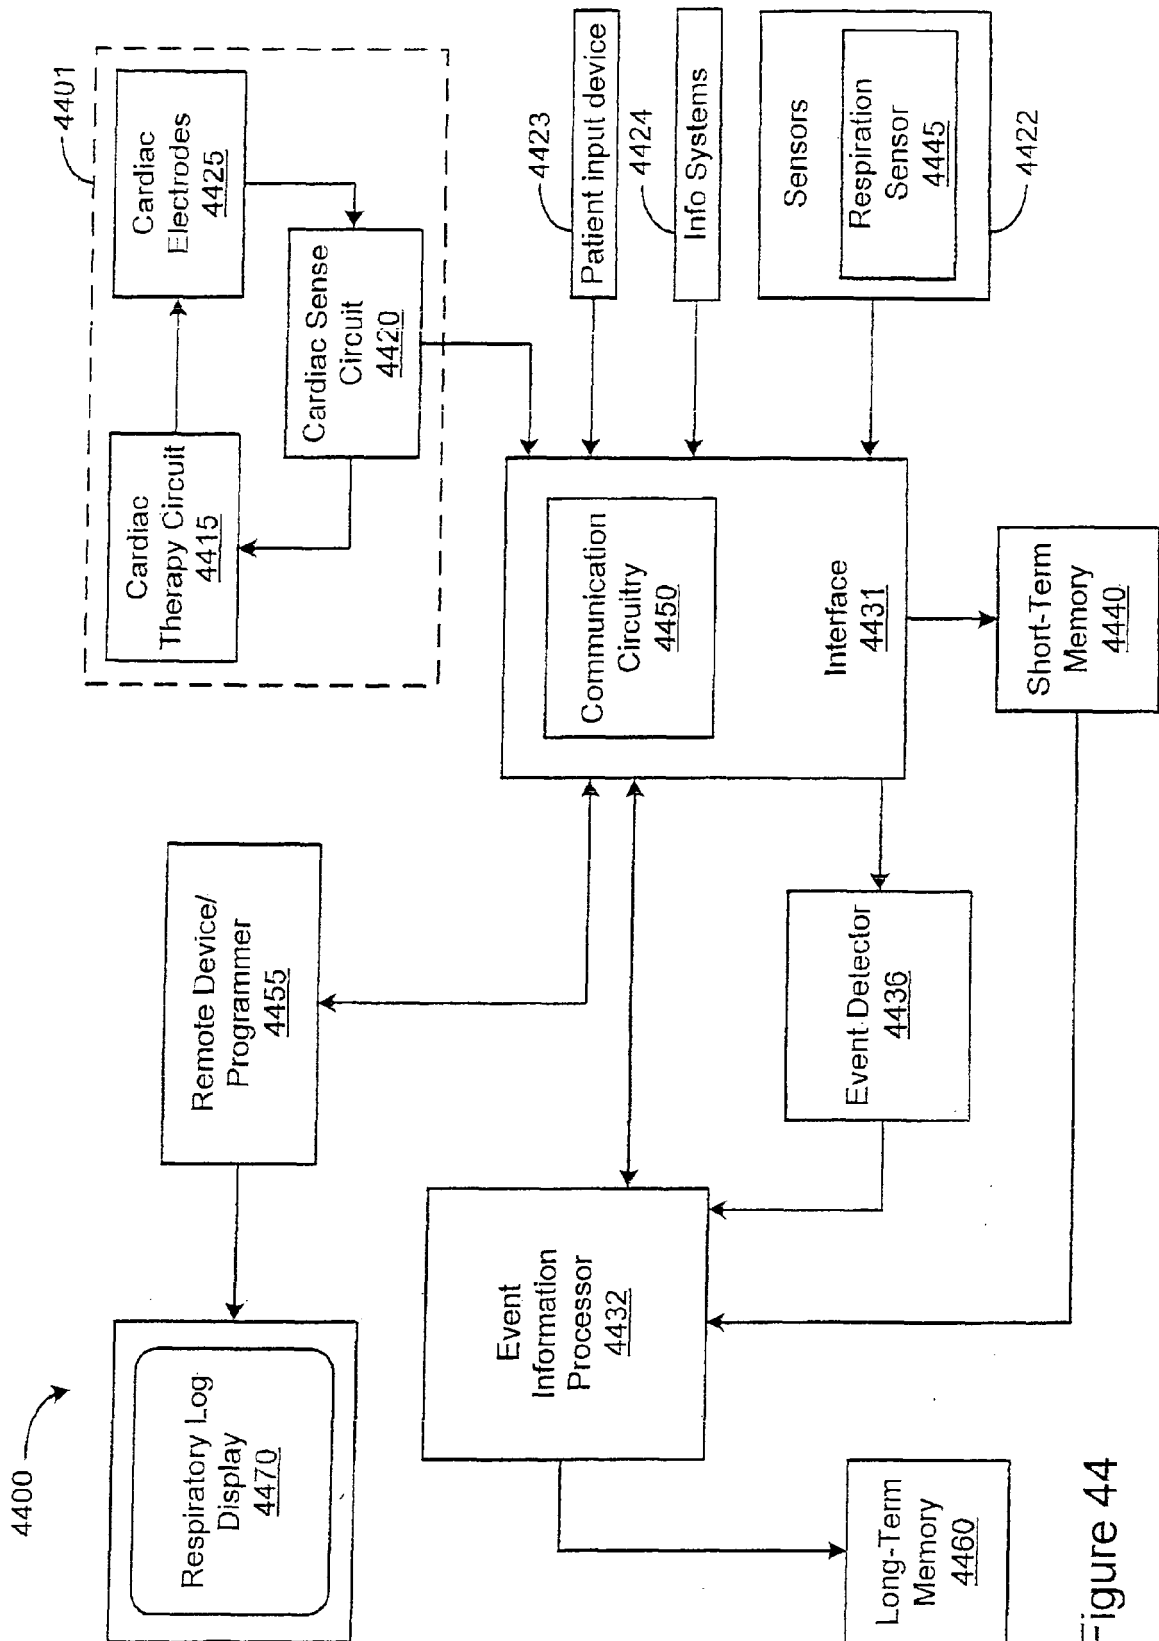 4400
Respiratory Log
Display
4470
Remote Device/
Programmer
4455
Cardiac
Therapy Circuit
4415
Cardiac
Electrodes
4425
4401
Cardiac Sense
Circuit
4420
4423
Patient input device
4424
Info Systems
Sensors
Respiration
Sensor
4445
4422
Communication
Circuitry
4450
Interface
4431
Event
Information
Processor
4432
Event Detector
4436
Short-Term
Memory
4440
Long-Term
Memory
4460
Figure 44